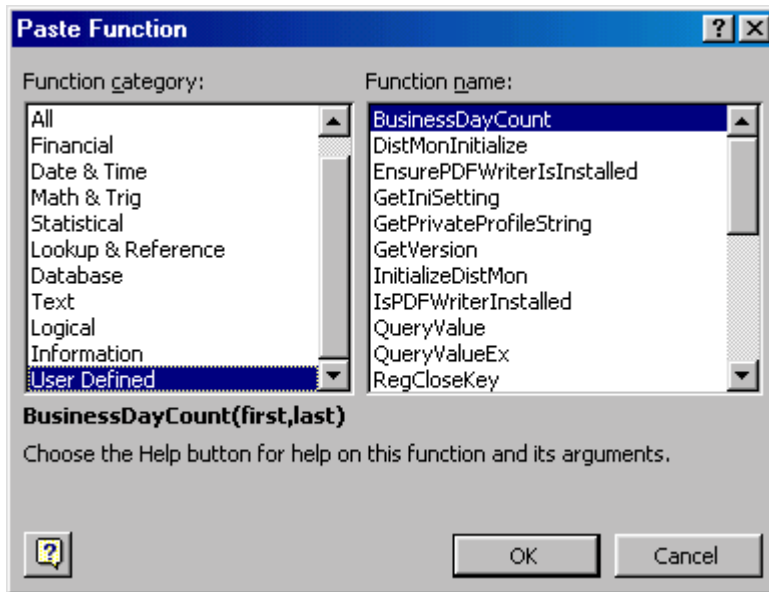 Paste Function
Function category:
All
Financial
Date & Time
Math & Trig
Statistical
Lookup & Reference
Database
Text
Logical
Information
User Defined
Function name:
BusinessDayCount
DistMonInitialize
EnsurePDFWriterIsInstalled
GetIniSetting
GetPrivateProfileString
GetVersion
InitializeDistMon
IsPDFWriterInstalled
QueryValue
QueryValueEx
RegCloseKey
BusinessDayCount(first,last)
Choose the Help button for help on this function and its arguments.
OK
Cancel